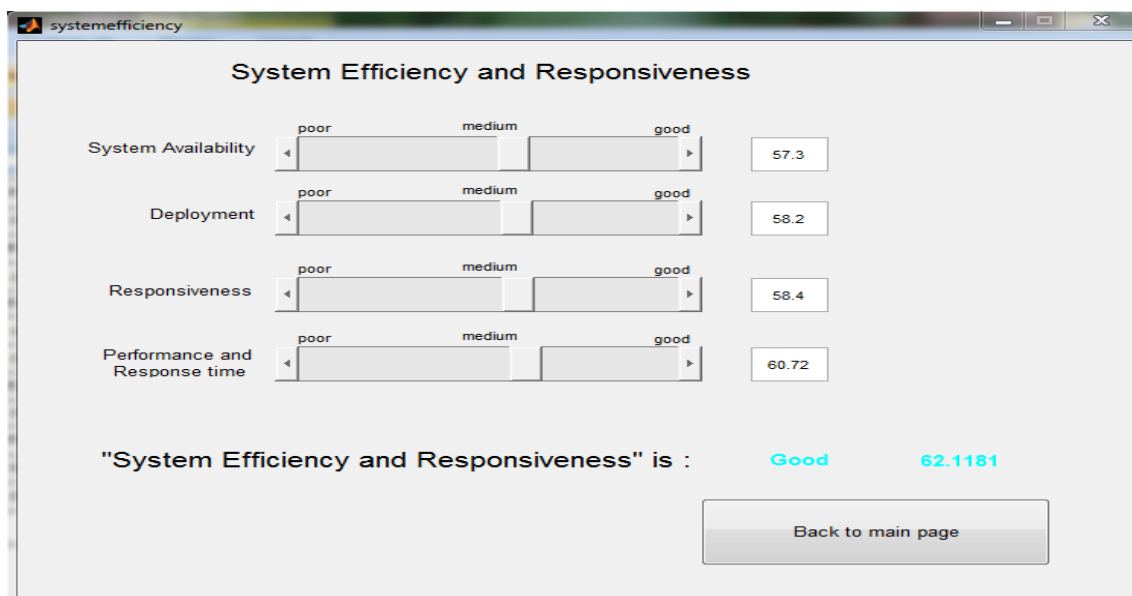 systemefficiency
System Efficiency and Responsiveness
poor medium good
System Availability 57.3
poor medium good
Deployment 58.2
poor medium good
Responsiveness 58.4
poor medium good
Performance and
Response time 60.72
"System Efficiency and Responsiveness" is : Good 62.1181
Back to main page